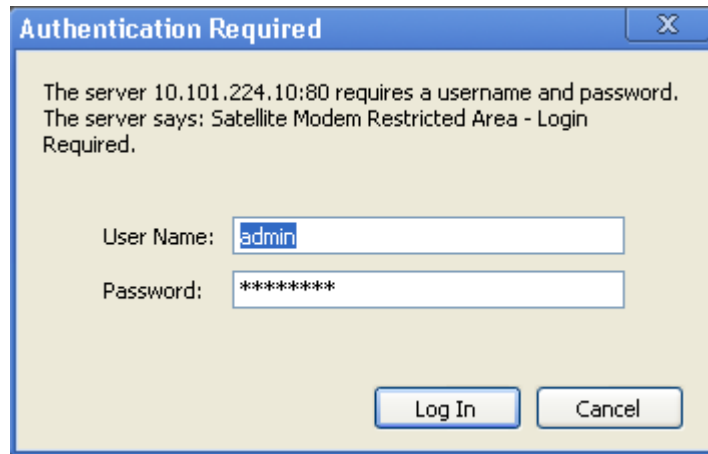 Authentication Required
X
The server 10.101.224.10:80 requires a username and password.
The server says: Satellite Modem Restricted Area - Login
Required.
User Name: admin
Password: ********
Log In Cancel